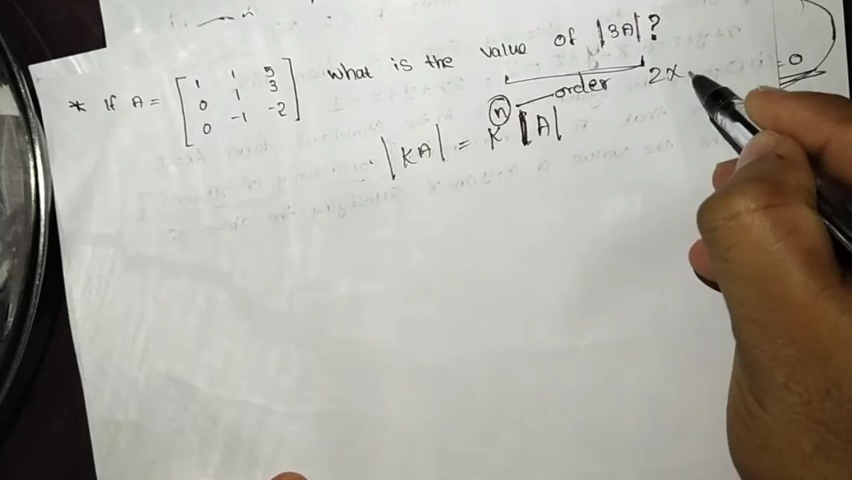 * If A = [ 1 1 5 what is the value of |3A|?
0 1 3
0 -1 -2 ]
order 2x
|KA| = K^n |A|